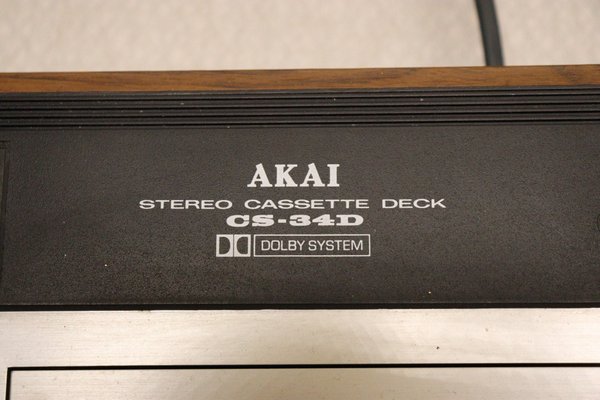 AKAI
STEREO CASSETTE DECK
CS-34D
DOLBY SYSTEM